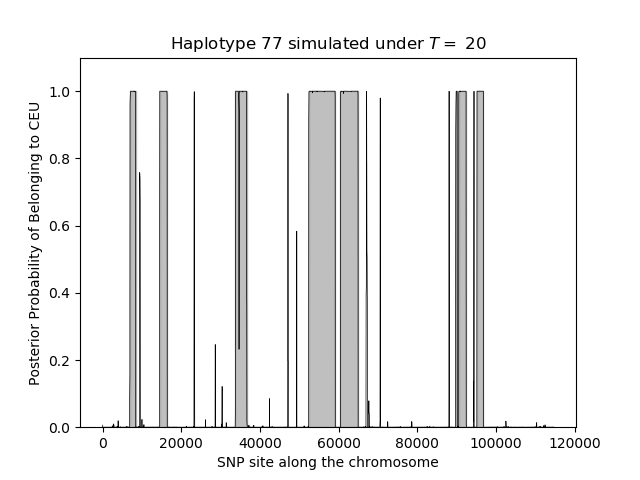 Haplotype 77 simulated under T = 20
Posterior Probability of Belonging to CEU
1.0
0.8
0.6
0.4
0.2
0.0
0 20000 40000 60000 80000 100000 120000
SNP site along the chromosome